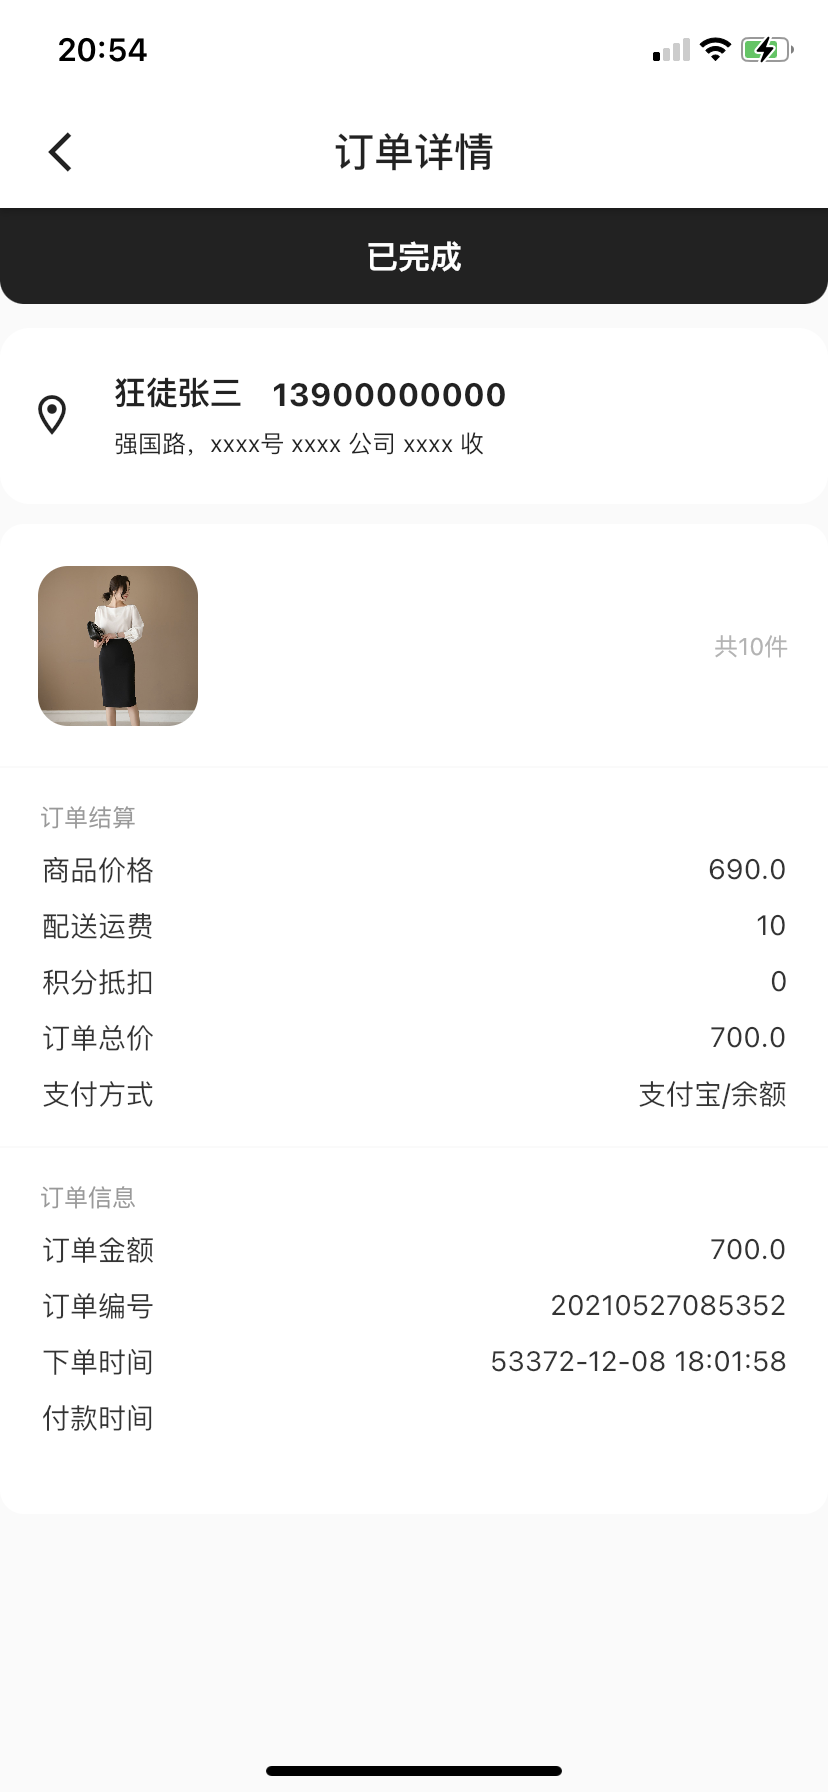 20:54
订单详情
已完成
狂徒张三 13900000000
强国路，xxxx号 xxxx 公司 xxxx 收
共10件
订单结算
商品价格 690.0
配送运费 10
积分抵扣 0
订单总价 700.0
支付方式 支付宝/余额
订单信息
订单金额 700.0
订单编号 20210527085352
下单时间 53372-12-08 18:01:58
付款时间